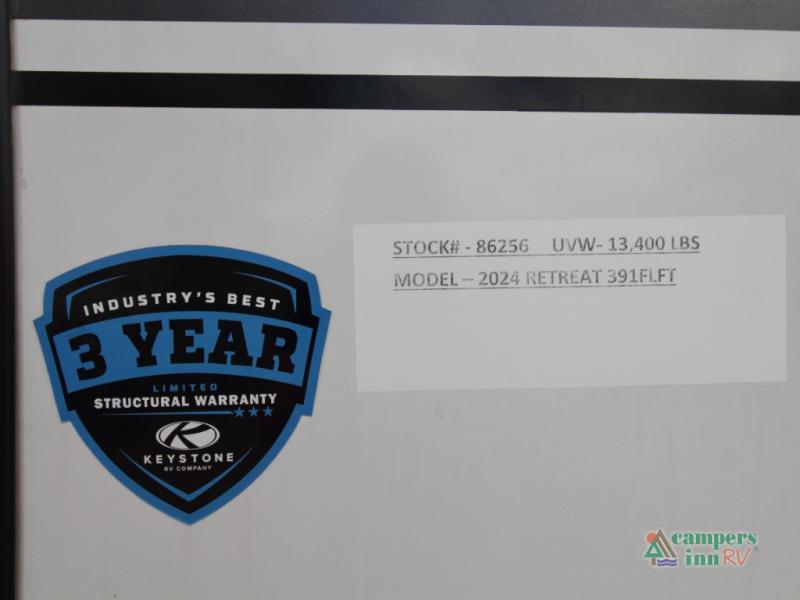 STOCK# - 86256 UVW- 13,400 LBS
MODEL – 2024 RETREAT 391FLFT
INDUSTRY'S BEST
3 YEAR
LIMITED
STRUCTURAL WARRANTY
K
KEYSTONE
RV COMPANY
campers
inn RV